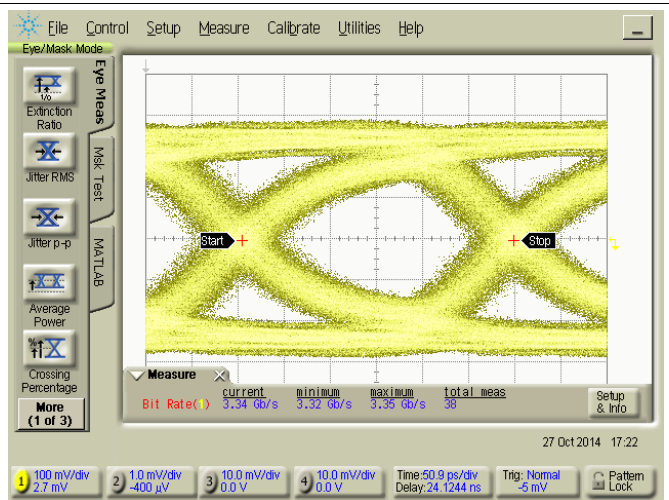 File Control Setup Measure Calibrate Utilities Help
Eye/Mask Mode
Eye Meas
Msk Test
MATLAB
1/0
Extinction
Ratio
Jitter RMS
Jitter p-p
Average
Power
Crossing
Percentage
More
(1 of 3)
Start
Stop
Measure
current minimum maximum total meas
Bit Rate(1) 3.34 Gb/s 3.32 Gb/s 3.35 Gb/s 38
Setup
& Info
27 Oct 2014 17:22
1 100 mV/div
2.7 mV
2 1.0 mV/div
-400 µV
3 10.0 mV/div
0.0 V
4 10.0 mV/div
0.0 V
Time:50.9 ps/div
Delay:24.1244 ns
Trig: Normal
-5 mV
Pattern
Lock